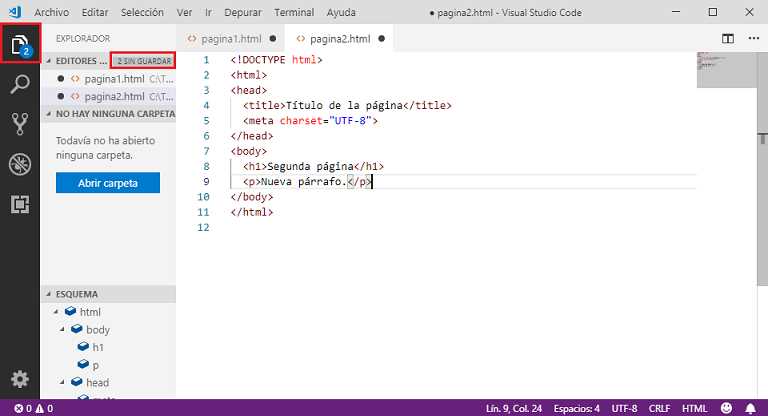 Archivo Editar Selección Ver Ir Depurar Terminal Ayuda ● pagina2.html - Visual Studio Code
EXPLORADOR
EDITORES ... 2 SIN GUARDAR
● <> pagina1.html C:\T...
● <> pagina2.html C:\T...
NO HAY NINGUNA CARPETA
Todavía no ha abierto
ninguna carpeta.
Abrir carpeta
ESQUEMA
html
body
h1
p
head
meta
2
<> pagina1.html ● <> pagina2.html ●
1 <!DOCTYPE html>
2 <html>
3 <head>
4 <title>Título de la página</title>
5 <meta charset="UTF-8">
6 </head>
7 <body>
8 <h1>Segunda página</h1>
9 <p>Nueva párrafo.</p>
10 </body>
11 </html>
12
0 0 Lín. 9, Col. 24 Espacios: 4 UTF-8 CRLF HTML